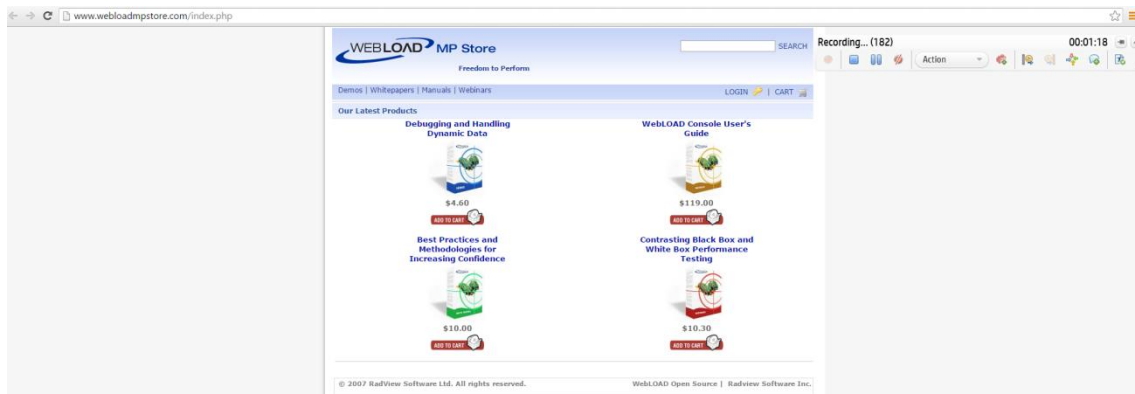 www.webloadmpstore.com/index.php
WEBLOAD MP Store
Freedom to Perform
SEARCH
Recording... (182)
00:01:18
Action
Demos | Whitepapers | Manuals | Webinars
LOGIN | CART
Our Latest Products
Debugging and Handling
Dynamic Data
$4.60
ADD TO CART
WebLOAD Console User's
Guide
$119.00
ADD TO CART
Best Practices and
Methodologies for
Increasing Confidence
$10.00
ADD TO CART
Contrasting Black Box and
White Box Performance
Testing
$10.30
ADD TO CART
© 2007 RadView Software Ltd. All rights reserved.
WebLOAD Open Source | Radview Software Inc.